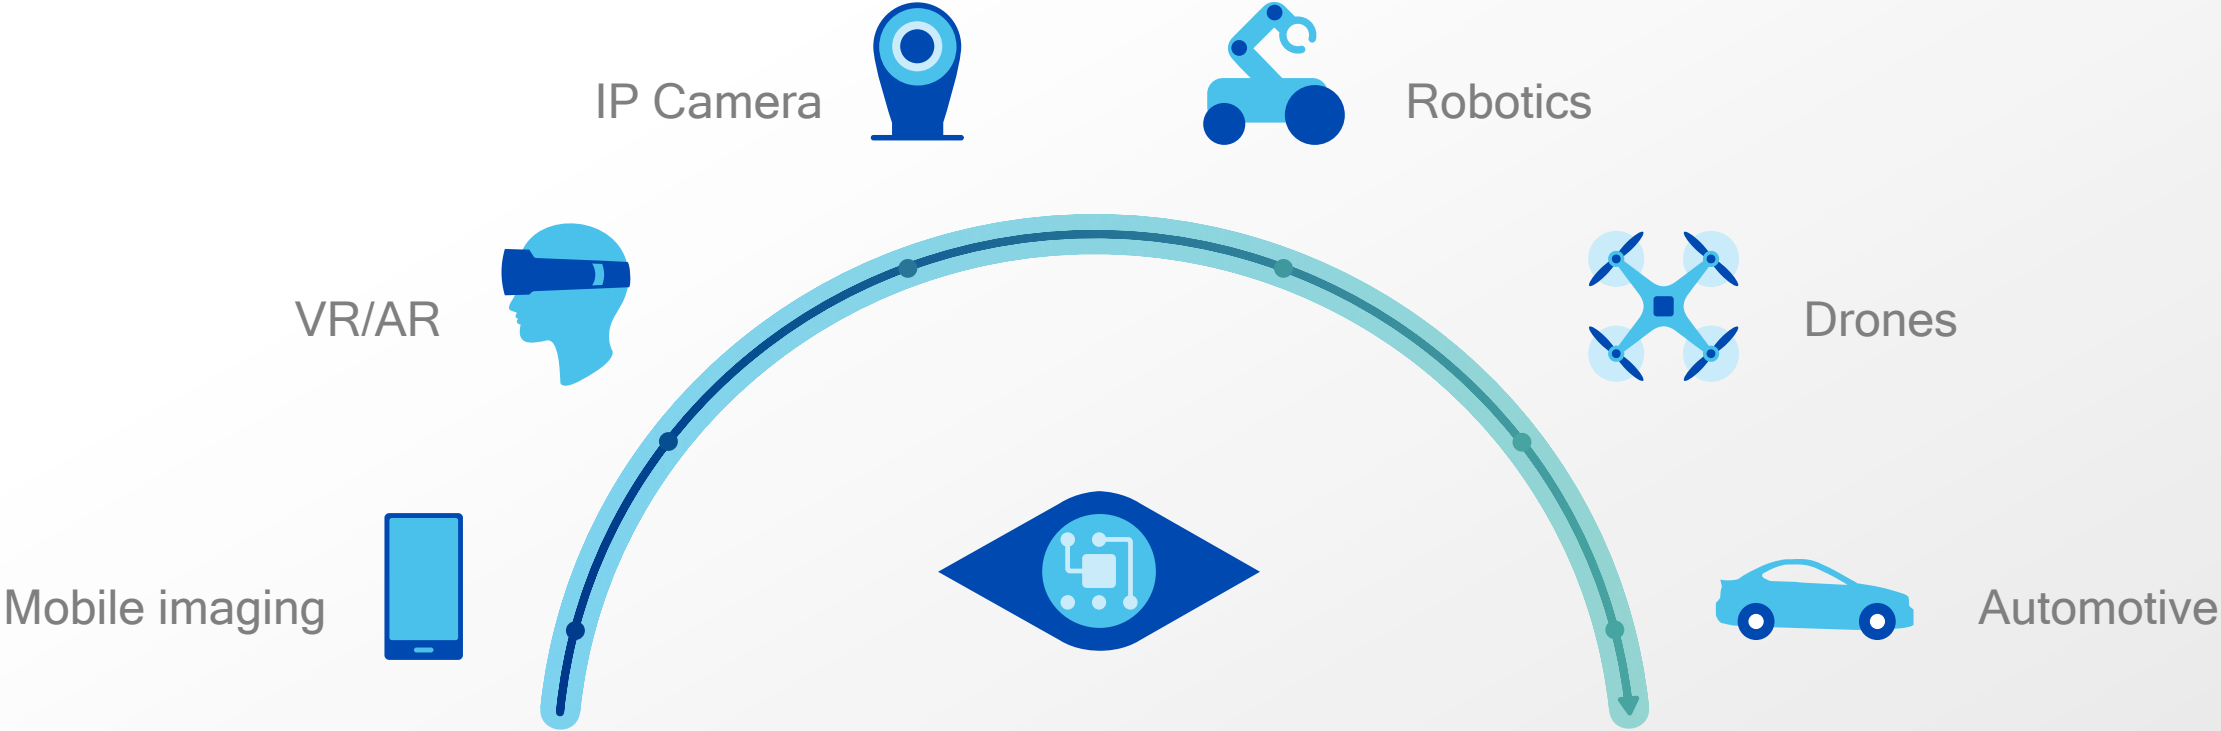 IP Camera
Robotics
VR/AR
Drones
Mobile imaging
Automotive